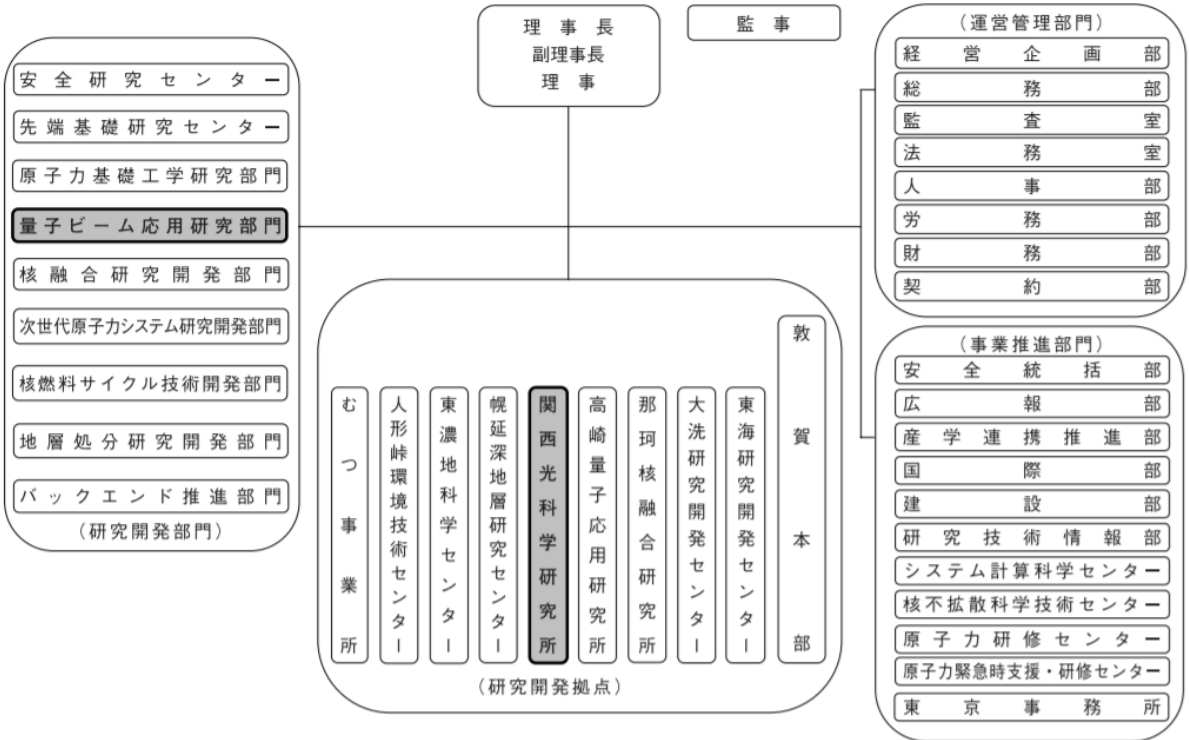 理事長
副理事長
理事
監事
安全研究センター
先端基礎研究センター
原子力基礎工学研究部門
量子ビーム応用研究部門
核融合研究開発部門
次世代原子力システム研究開発部門
核燃料サイクル技術開発部門
地層処分研究開発部門
バックエンド推進部門
(研究開発部門)
むつ事業所
人形峠環境技術センター
東濃地科学センター
幌延深地層研究センター
関西光科学研究所
高崎量子応用研究所
那珂核融合研究所
大洗研究開発センター
東海研究開発センター
敦賀本部
(研究開発拠点)
(運営管理部門)
経営企画部
総務部
監査室
法務室
人事部
労務部
財務部
契約部
(事業推進部門)
安全統括部
広報部
産学連携推進部
国際部
建設部
研究技術情報部
システム計算科学センター
核不拡散科学技術センター
原子力研修センター
原子力緊急時支援・研修センター
東京事務所